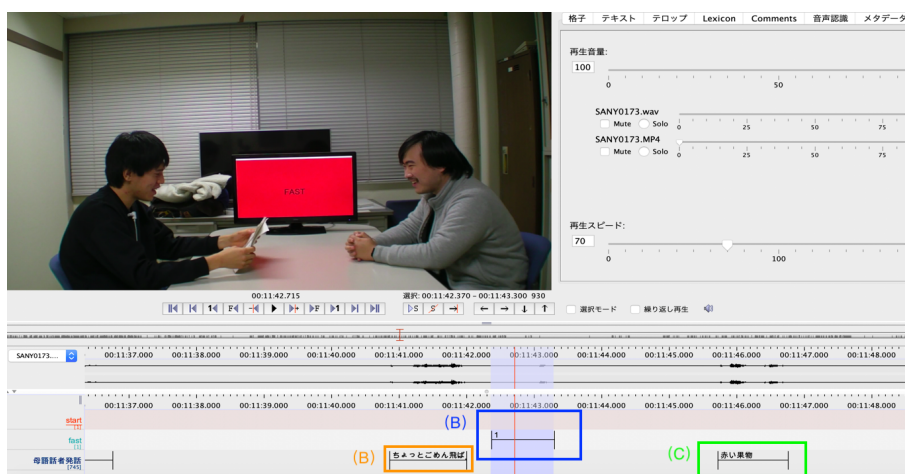 格子 テキスト テロップ Lexicon Comments 音声認識 メタデータ
再生音量:
100
0 50
SANY0173.wav
Mute Solo 0 25 50 75
SANY0173.MP4
Mute Solo 0 25 50 75
FAST
再生スピード:
70
0 100
00:11:42.715 選択: 00:11:42.370 - 00:11:43.300 930
選択モード 繰り返し再生
SANY0173....
00:11:37.000 00:11:38.000 00:11:39.000 00:11:40.000 00:11:41.000 00:11:42.000 00:11:43.000 00:11:44.000 00:11:45.000 00:11:46.000 00:11:47.000 00:11:48.000
00:11:37.000 00:11:38.000 00:11:39.000 00:11:40.000 00:11:41.000 00:11:42.000 00:11:43.000 00:11:44.000 00:11:45.000 00:11:46.000 00:11:47.000 00:11:48.000
start
(B)
fast
1
母語話者発話
[745]
(B)
ちょっとごめん飛ば
(C)
赤い果物